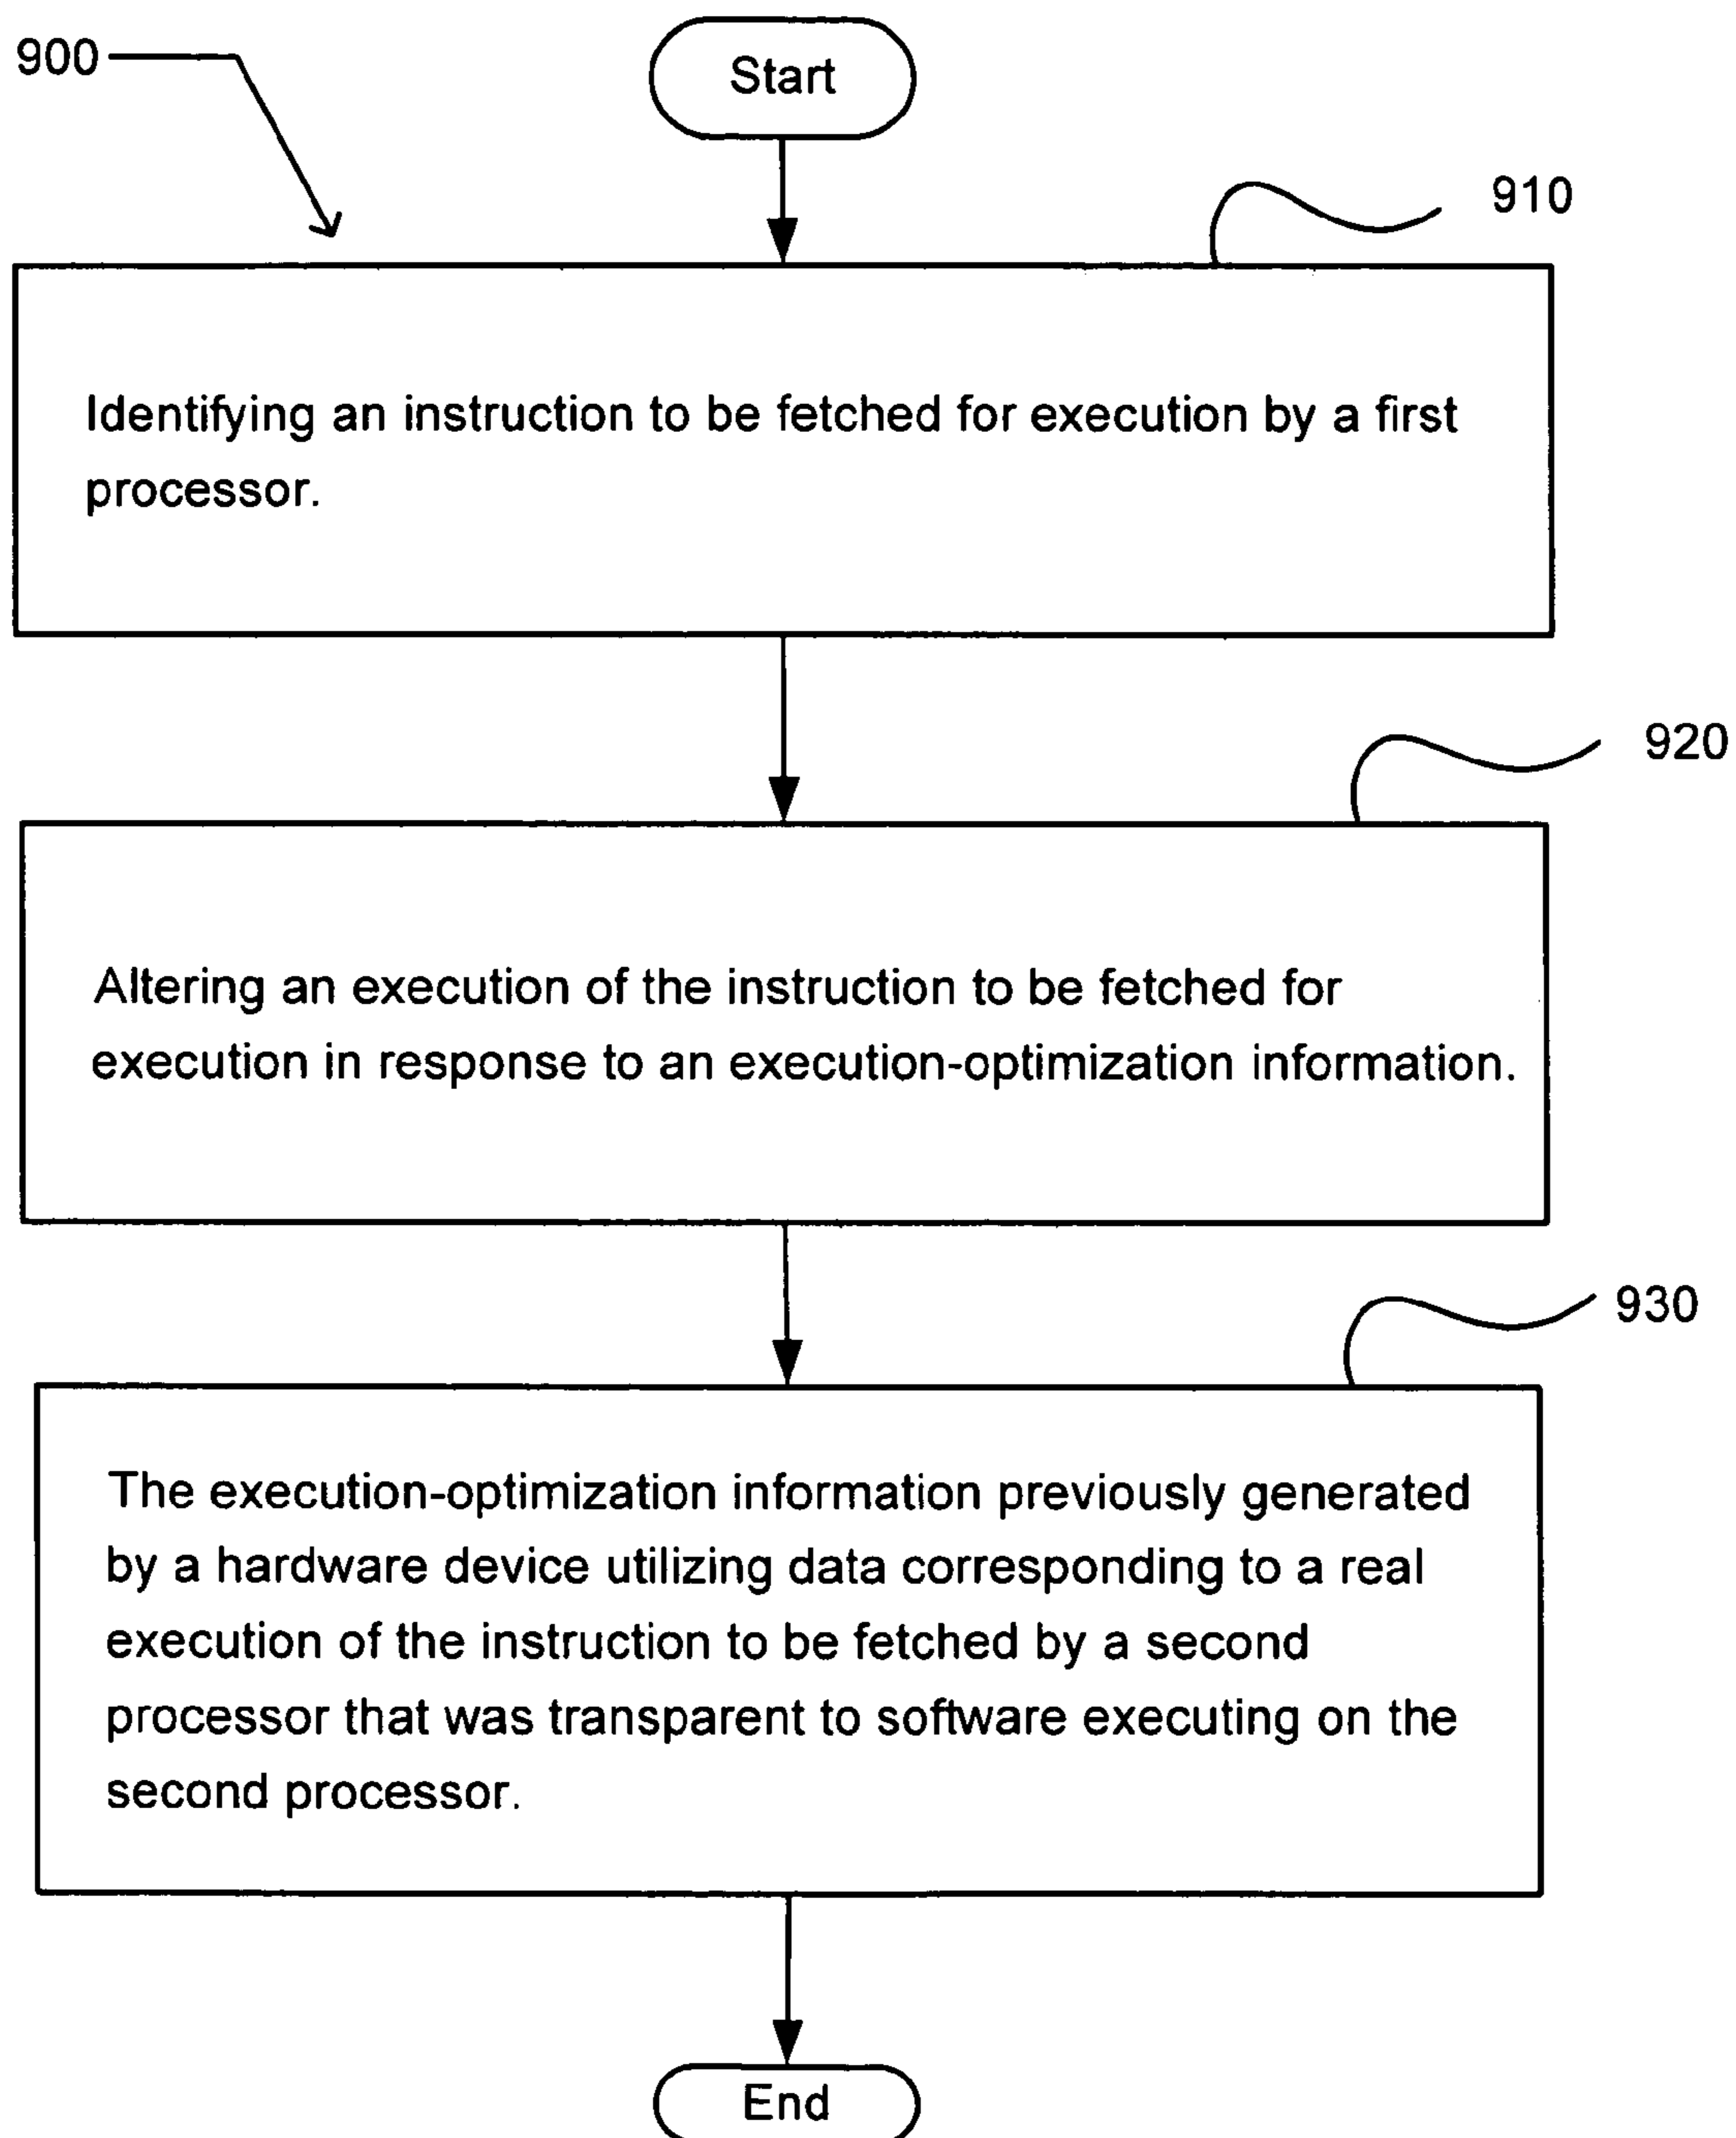 900
Start
910
Identifying an instruction to be fetched for execution by a first
processor.
920
Altering an execution of the instruction to be fetched for
execution in response to an execution-optimization information.
930
The execution-optimization information previously generated
by a hardware device utilizing data corresponding to a real
execution of the instruction to be fetched by a second
processor that was transparent to software executing on the
second processor.
End